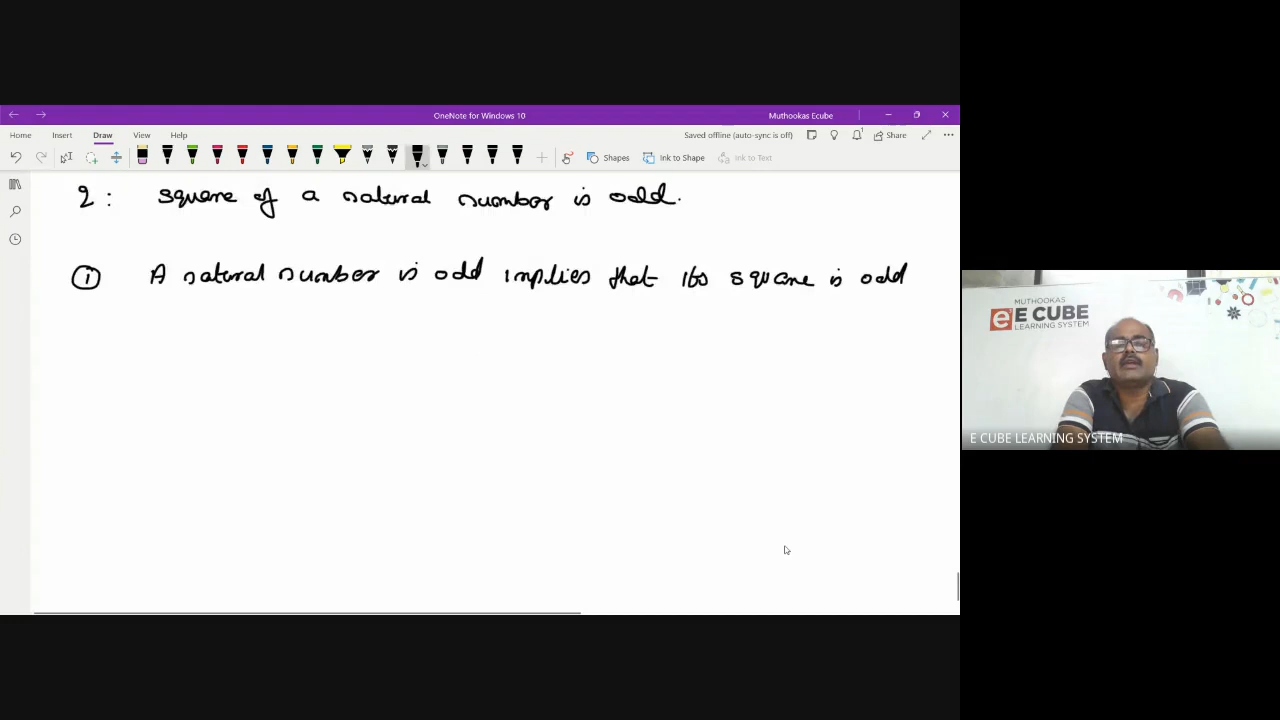 OneNote for Windows 10
Muthookas Ecube
Home Insert Draw View Help
Saved offline (auto-sync is off)
Share
Shapes
Ink to Shape
Ink to Text
q : square of a natural number is odd.
(i) A natural number is odd implies that its square is odd
MUTHOOKAS
e E CUBE
LEARNING SYSTEM
E CUBE LEARNING SYSTEM